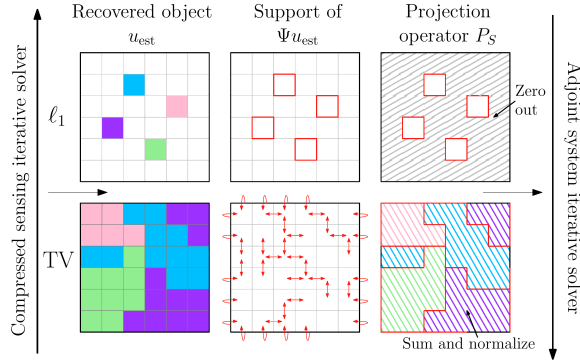 Recovered object
u_est
Support of
Ψu_est
Projection
operator P_S
Compressed sensing iterative solver
ℓ₁
Zero
out
Adjoint system iterative solver
TV
Sum and normalize